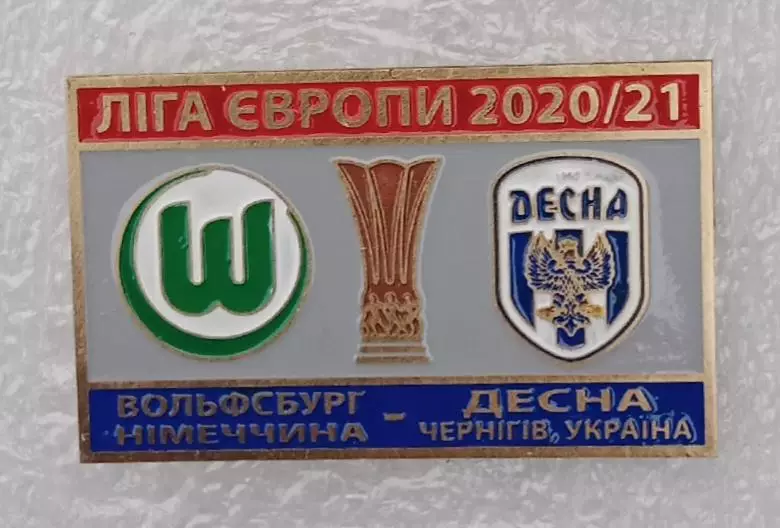 ЛІГА ЄВРОПИ 2020/21
W
ДЕСНА
ВОЛЬФСБУРГ - ДЕСНА
НІМЕЧЧИНА ЧЕРНІГІВ, УКРАЇНА